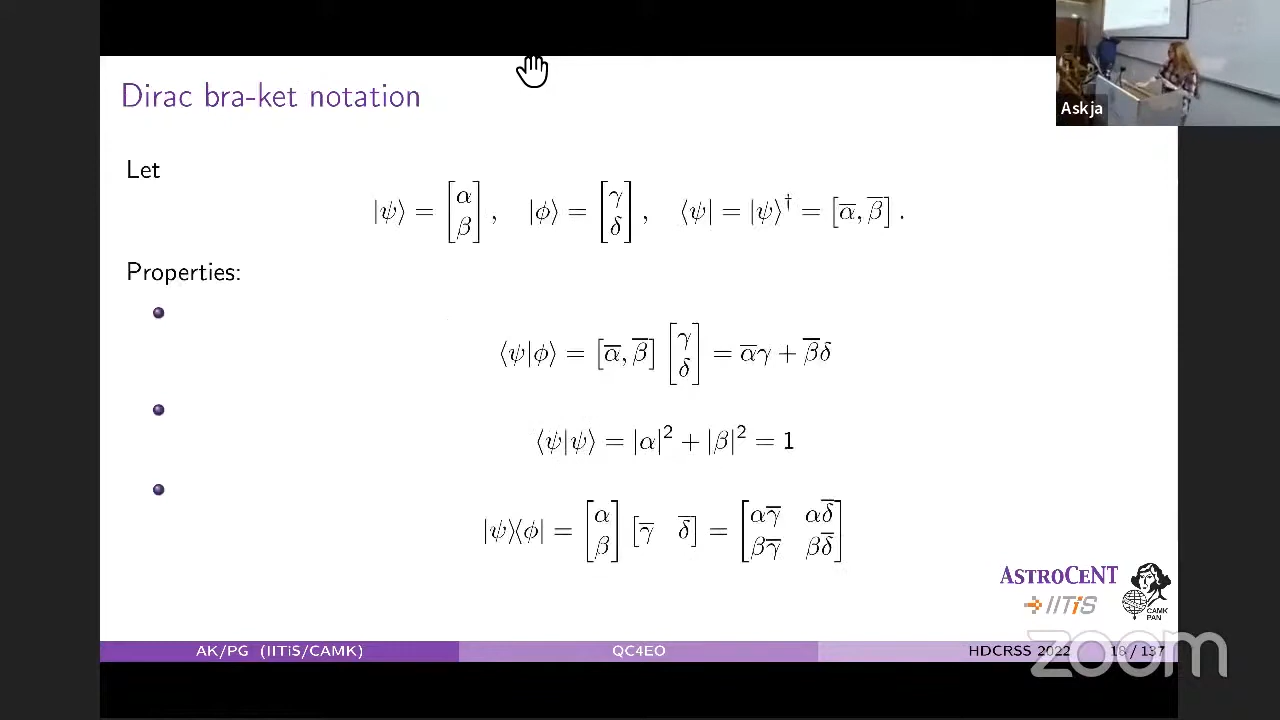 Dirac bra-ket notation
Askja
Let
|ψ⟩ = [α β], |ϕ⟩ = [γ δ], ⟨ψ| = |ψ⟩† = [α̅, β̅].
Properties:
⟨ψ|ϕ⟩ = [α̅, β̅] [γ δ] = α̅γ + β̅δ
⟨ψ|ψ⟩ = |α|² + |β|² = 1
|ψ⟩⟨ϕ| = [α β] [γ̅ δ̅] = [αγ̅ αδ̅ βγ̅ βδ̅]
ASTROCENT
IITiS
CAMK
PAN
AK/PG (IITiS/CAMK) QC4EO HDCRSS 2022 18 / 137
zoom